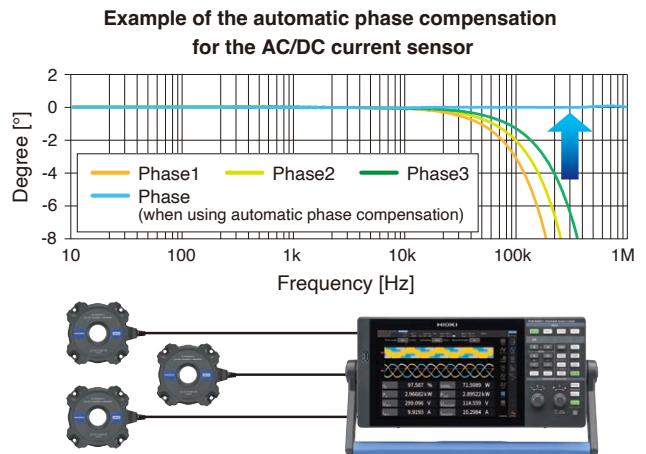 Example of the automatic phase compensation
for the AC/DC current sensor
Degree [°]
2
0
-2
-4
-6
-8
Phase1
Phase2
Phase3
Phase
(when using automatic phase compensation)
10
100
1k
10k
100k
1M
Frequency [Hz]
HIOKI
97.587 %
71.5989 W
2.96682 kW
2.89522 kW
299.096 V
114.559 V
9.9193 A
10.2984 A